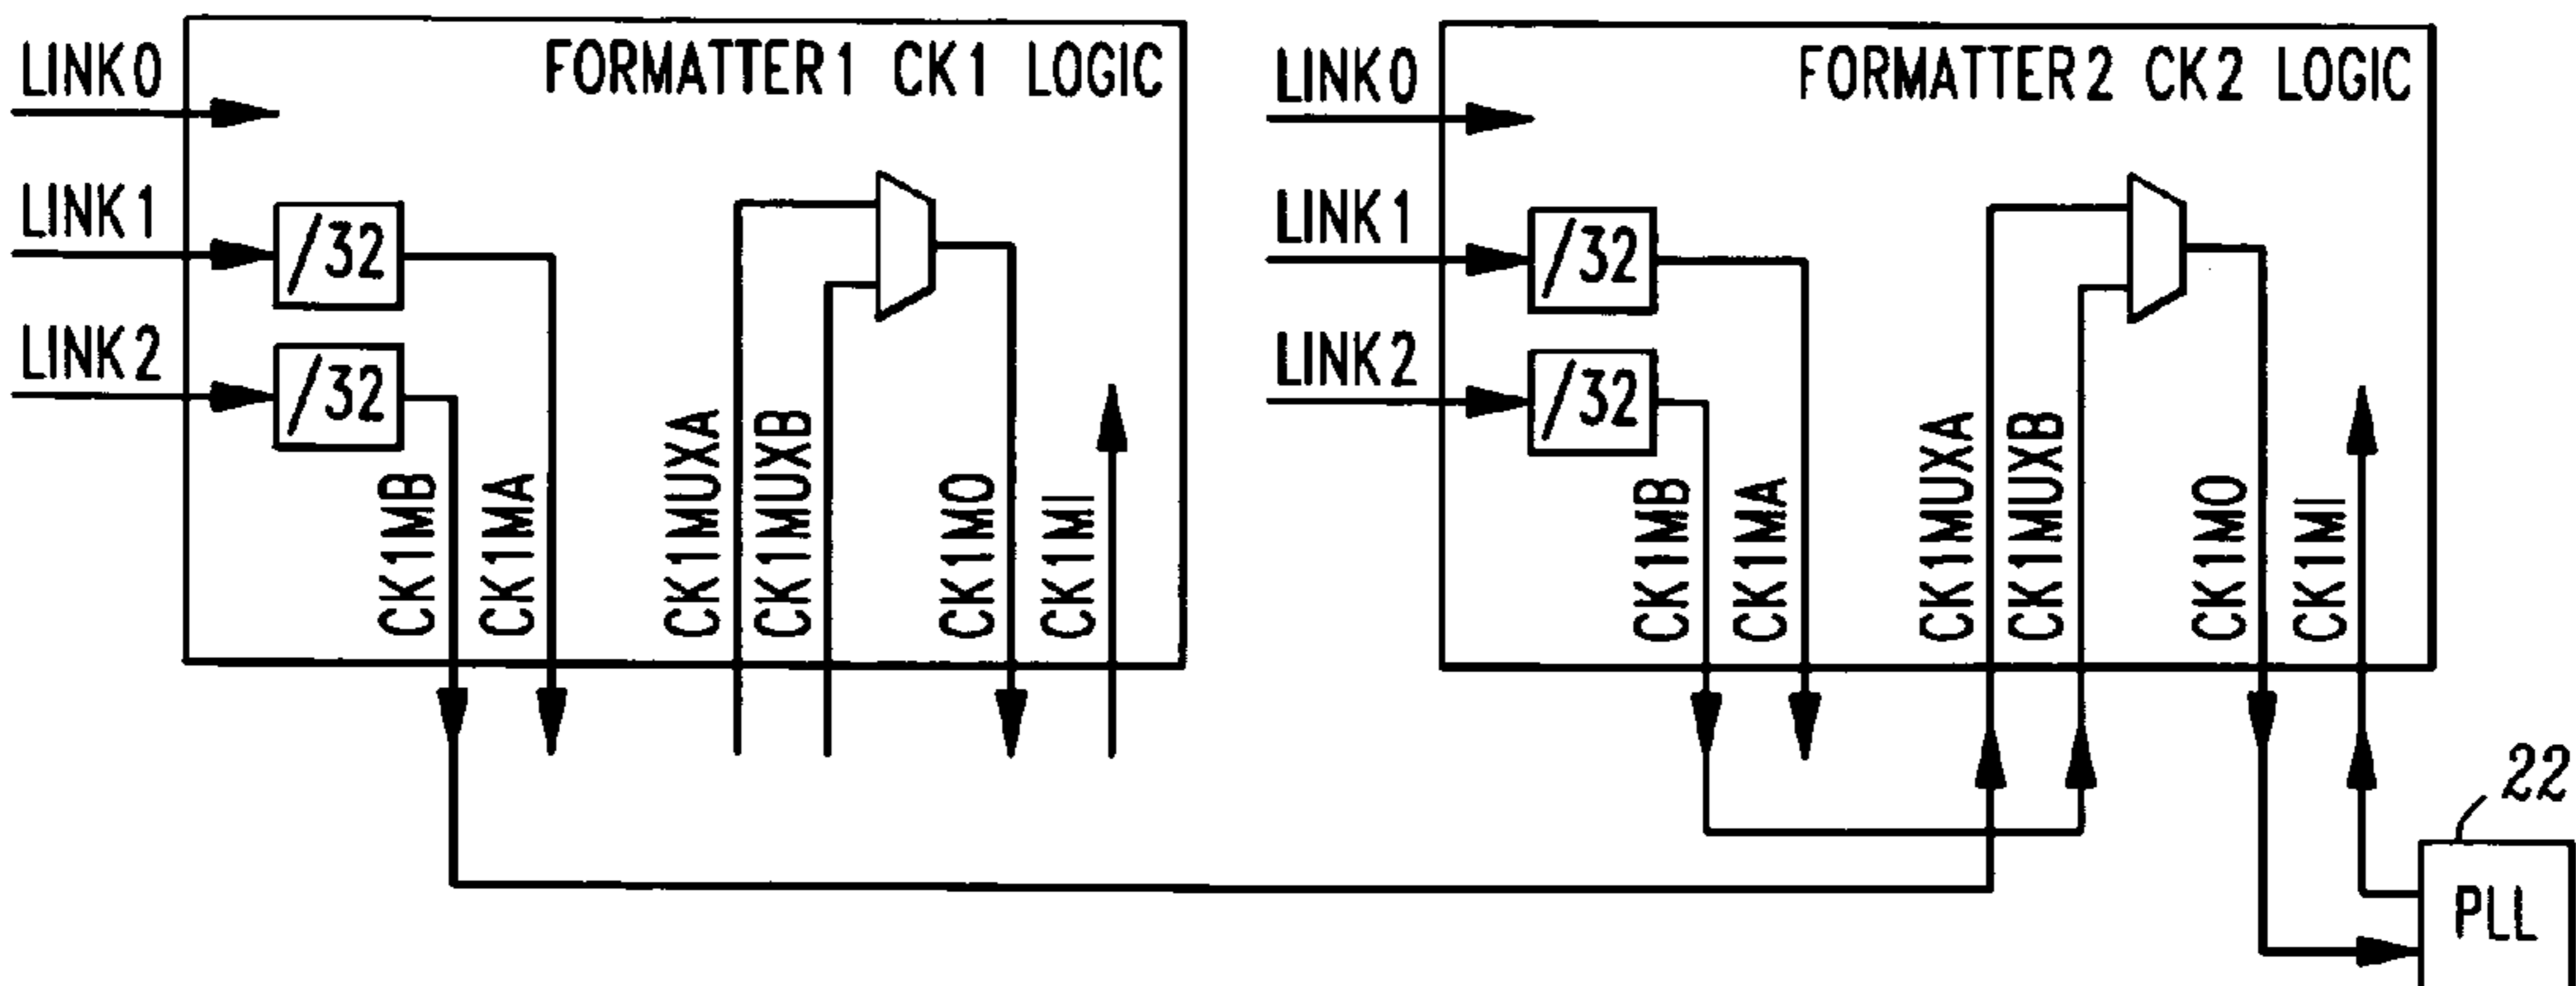 FORMATTER1 CK1 LOGIC
LINK0
LINK1
LINK2
/32
/32
CK1MB
CK1MA
CK1MUXA
CK1MUXB
CK1MO
CK1MI
FORMATTER2 CK2 LOGIC
LINK0
LINK1
LINK2
/32
/32
CK1MB
CK1MA
CK1MUXA
CK1MUXB
CK1MO
CK1MI
22
PLL